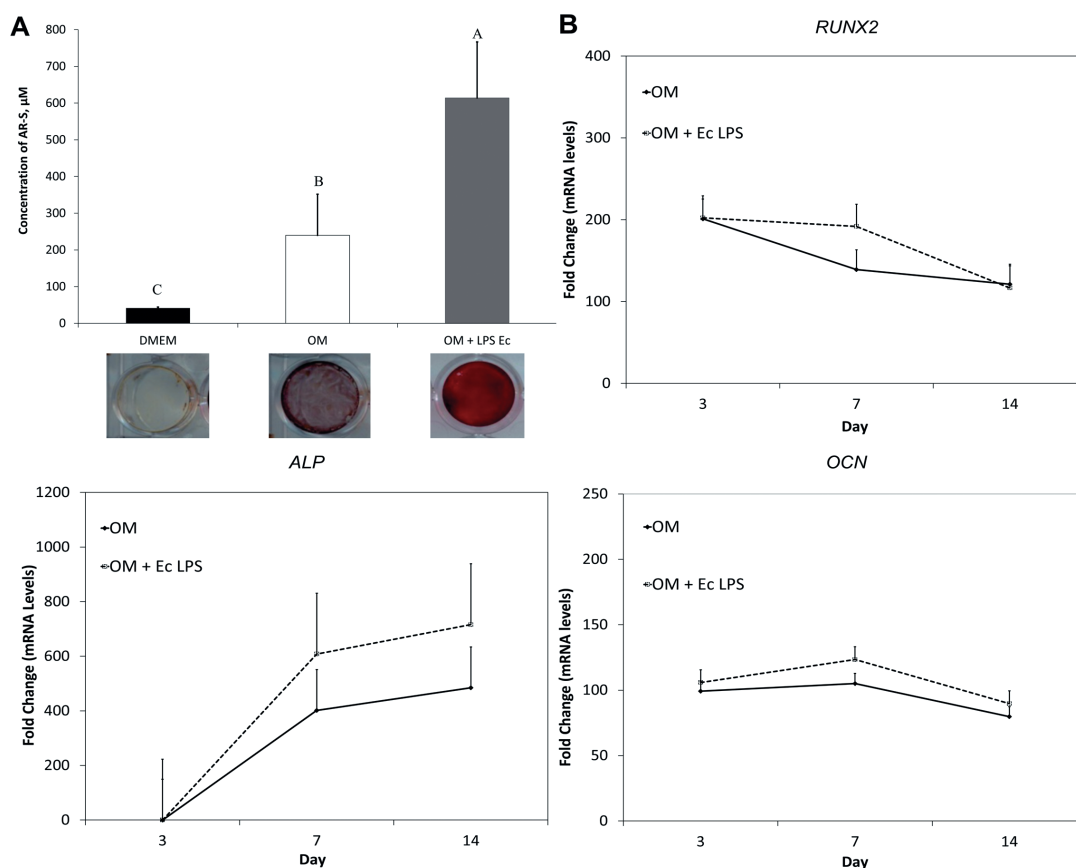 A
Concentration of AR-S, µM
800
700
600
500
400
300
200
100
0
A
B
C
DMEM
OM
OM + LPS Ec
B
RUNX2
Fold Change (mRNA levels)
400
300
200
100
0
OM
OM + Ec LPS
3 7 14
Day
ALP
Fold Change (mRNA Levels)
1200
1000
800
600
400
200
0
OM
OM + Ec LPS
3 7 14
Day
OCN
Fold Change (mRNA levels)
250
200
150
100
50
0
OM
OM + Ec LPS
3 7 14
Day